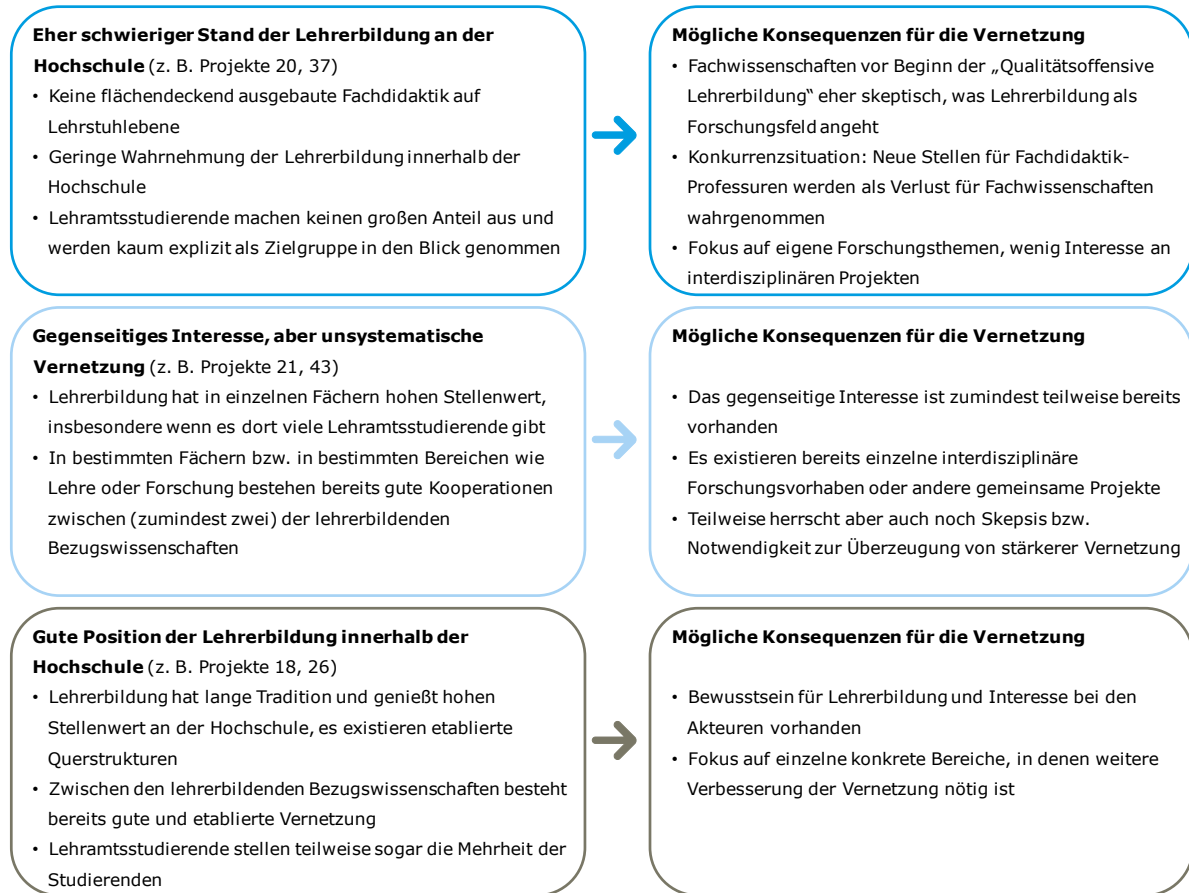 Eher schwieriger Stand der Lehrerbildung an der
Hochschule (z. B. Projekte 20, 37)
• Keine flächendeckend ausgebaute Fachdidaktik auf
Lehrstuhlebene
• Geringe Wahrnehmung der Lehrerbildung innerhalb der
Hochschule
• Lehramtsstudierende machen keinen großen Anteil aus und
werden kaum explizit als Zielgruppe in den Blick genommen
Mögliche Konsequenzen für die Vernetzung
• Fachwissenschaften vor Beginn der „Qualitätsoffensive
Lehrerbildung“ eher skeptisch, was Lehrerbildung als
Forschungsfeld angeht
• Konkurrenzsituation: Neue Stellen für Fachdidaktik-
Professuren werden als Verlust für Fachwissenschaften
wahrgenommen
• Fokus auf eigene Forschungsthemen, wenig Interesse an
interdisziplinären Projekten
Gegenseitiges Interesse, aber unsystematische
Vernetzung (z. B. Projekte 21, 43)
• Lehrerbildung hat in einzelnen Fächern hohen Stellenwert,
insbesondere wenn es dort viele Lehramtsstudierende gibt
• In bestimmten Fächern bzw. in bestimmten Bereichen wie
Lehre oder Forschung bestehen bereits gute Kooperationen
zwischen (zumindest zwei) der lehrerbildenden
Bezugswissenschaften
Mögliche Konsequenzen für die Vernetzung
• Das gegenseitige Interesse ist zumindest teilweise bereits
vorhanden
• Es existieren bereits einzelne interdisziplinäre
Forschungsvorhaben oder andere gemeinsame Projekte
• Teilweise herrscht aber auch noch Skepsis bzw.
Notwendigkeit zur Überzeugung von stärkerer Vernetzung
Gute Position der Lehrerbildung innerhalb der
Hochschule (z. B. Projekte 18, 26)
• Lehrerbildung hat lange Tradition und genießt hohen
Stellenwert an der Hochschule, es existieren etablierte
Querstrukturen
• Zwischen den lehrerbildenden Bezugswissenschaften besteht
bereits gute und etablierte Vernetzung
• Lehramtsstudierende stellen teilweise sogar die Mehrheit der
Studierenden
Mögliche Konsequenzen für die Vernetzung
• Bewusstsein für Lehrerbildung und Interesse bei den
Akteuren vorhanden
• Fokus auf einzelne konkrete Bereiche, in denen weitere
Verbesserung der Vernetzung nötig ist